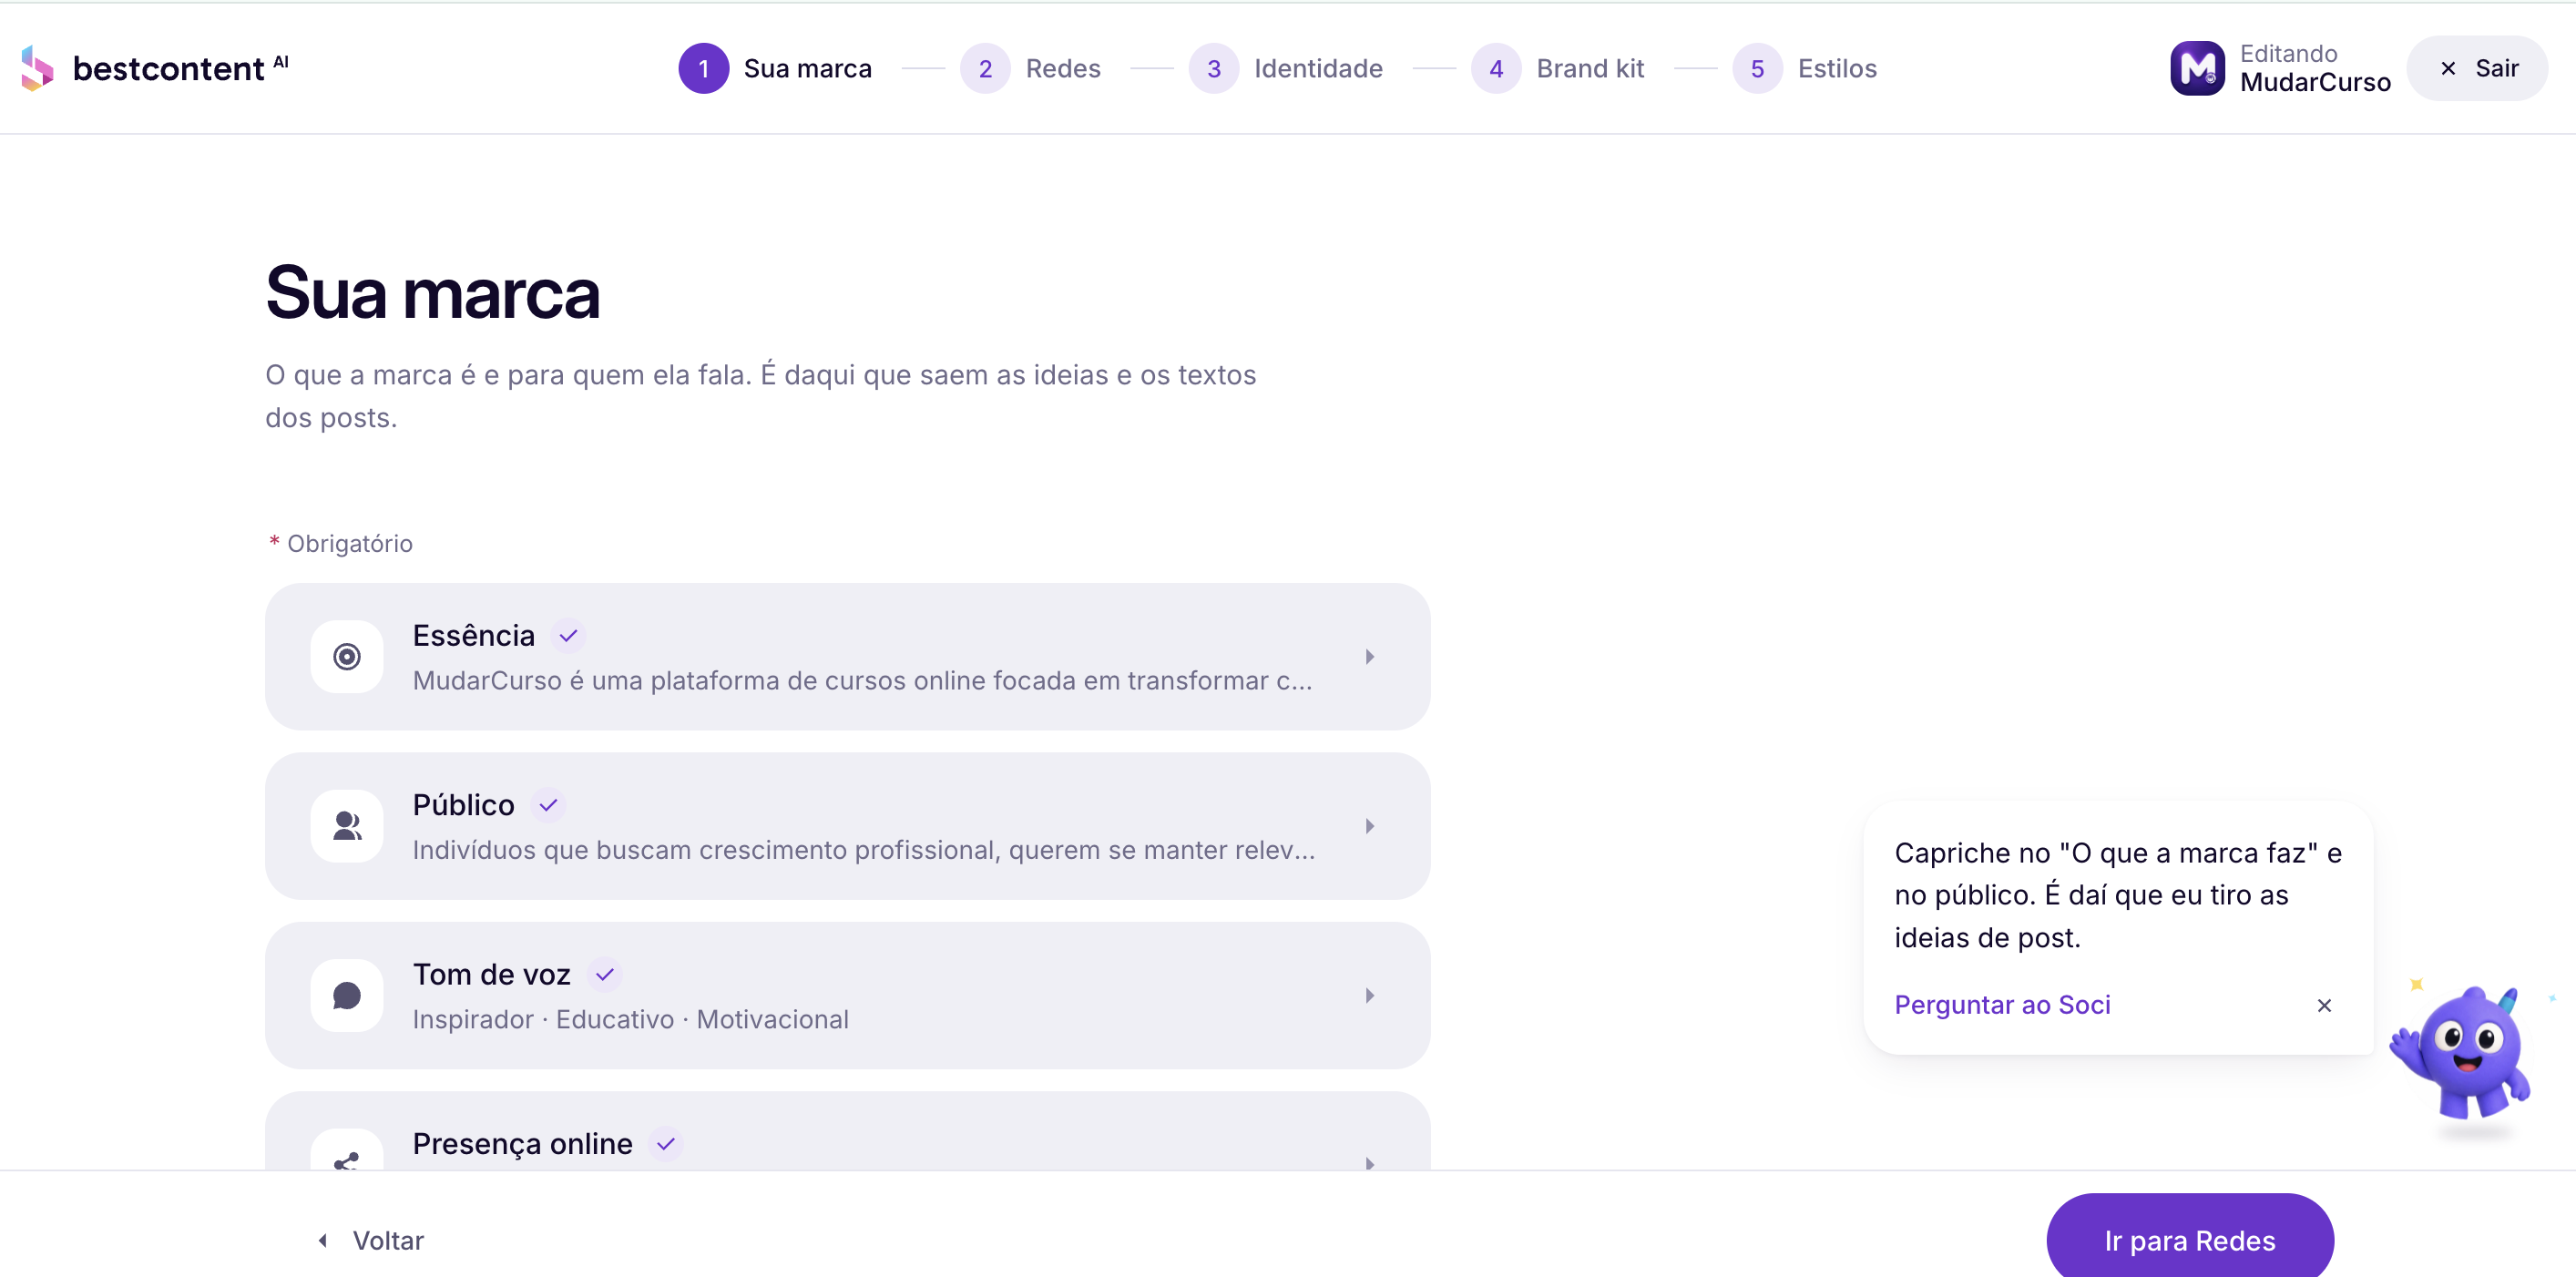 bestcontent AI
1 Sua marca
2 Redes
3 Identidade
4 Brand kit
5 Estilos
Editando
MudarCurso
× Sair
Sua marca
O que a marca é e para quem ela fala. É daqui que saem as ideias e os textos
dos posts.
* Obrigatório
Essência
MudarCurso é uma plataforma de cursos online focada em transformar c...
Público
Indivíduos que buscam crescimento profissional, querem se manter relev...
Tom de voz
Inspirador · Educativo · Motivacional
Presença online
Capriche no "O que a marca faz" e
no público. É daí que eu tiro as
ideias de post.
Perguntar ao Soci ×
Voltar
Ir para Redes